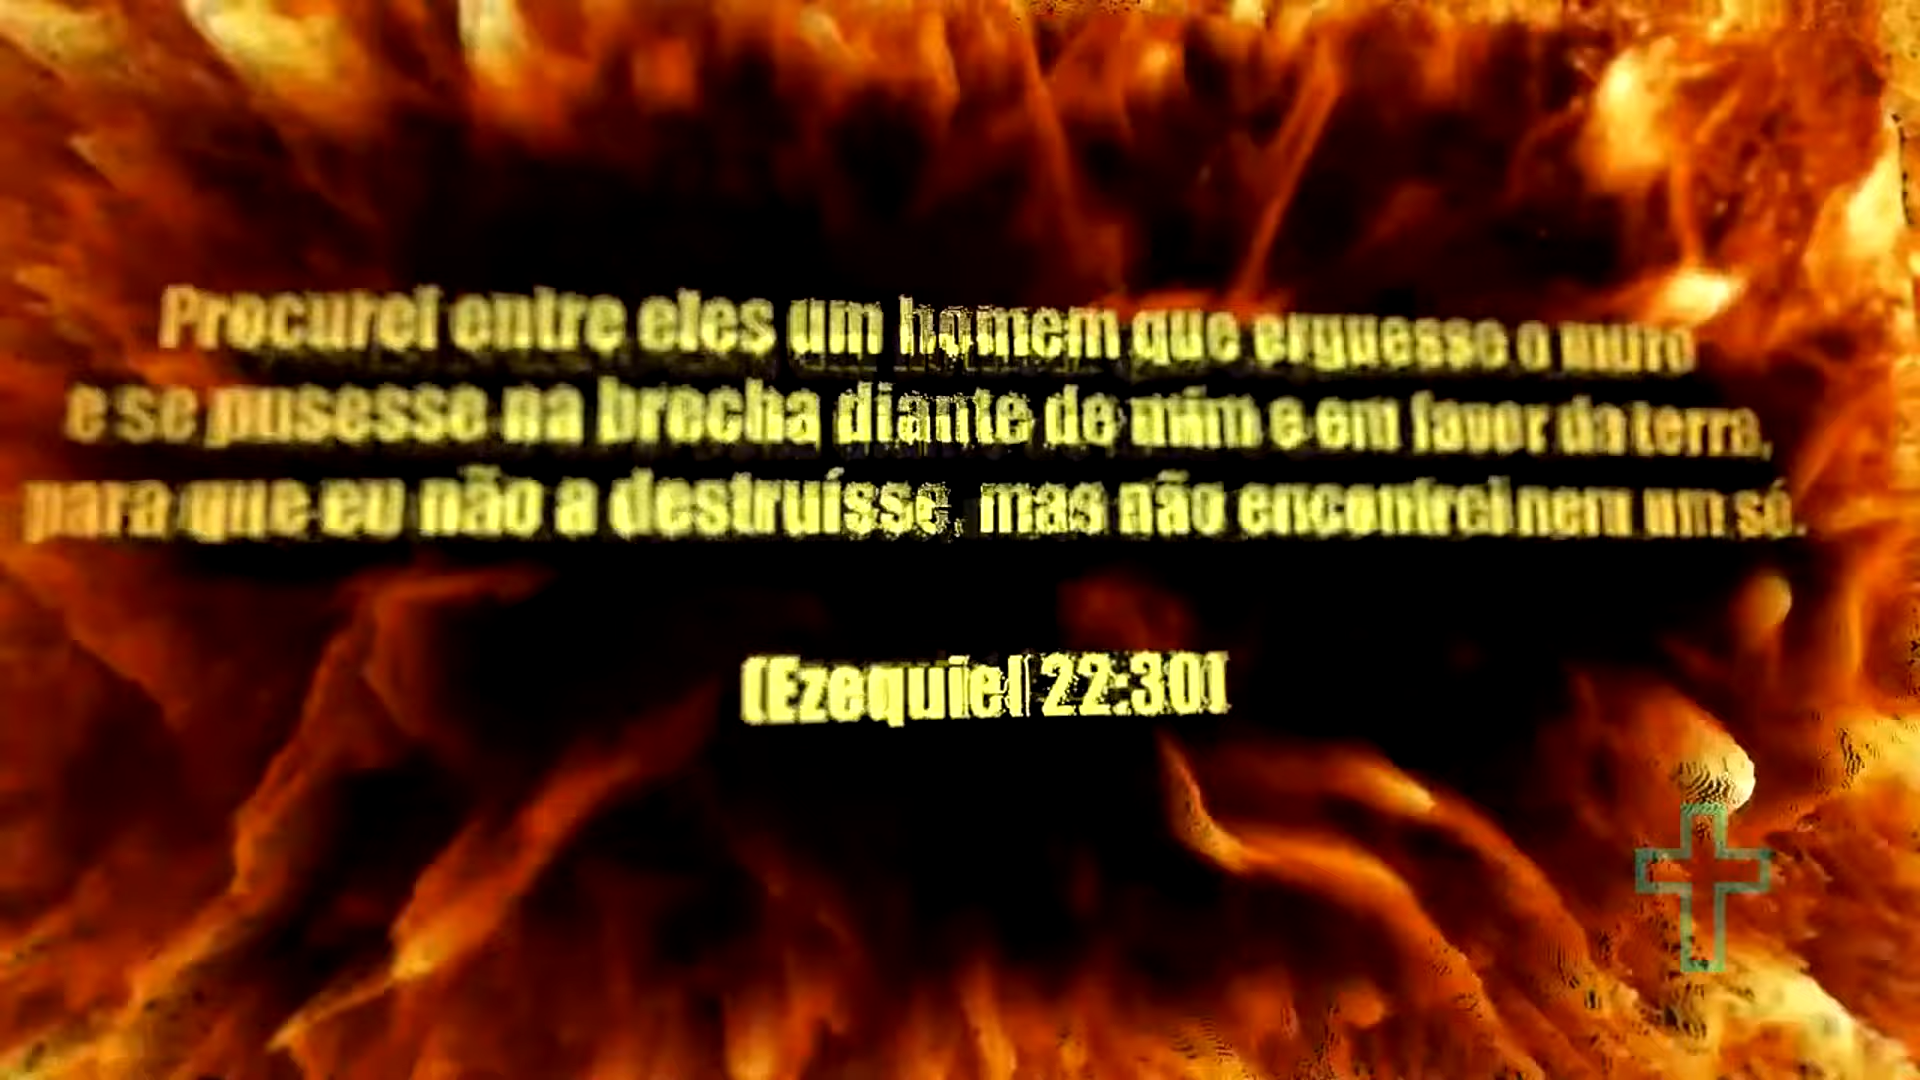 Procurei entre eles um homem que erguesse o muro
e se pusesse na brecha diante de mim e em favor da terra,
para que eu não a destruísse, mas não encontrei nem um só.
(Ezequiel 22:30)